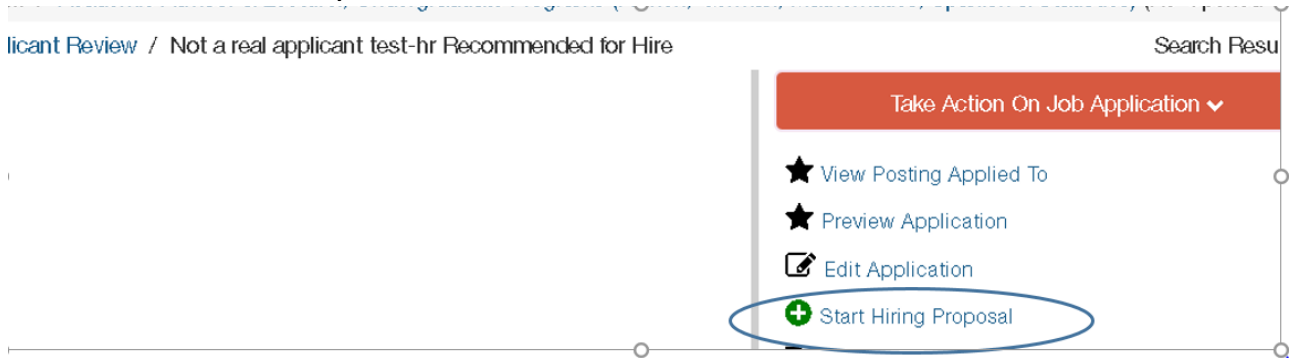 licant Review / Not a real applicant test-hr Recommended for Hire
Search Resu
Take Action On Job Application
View Posting Applied To
Preview Application
Edit Application
Start Hiring Proposal